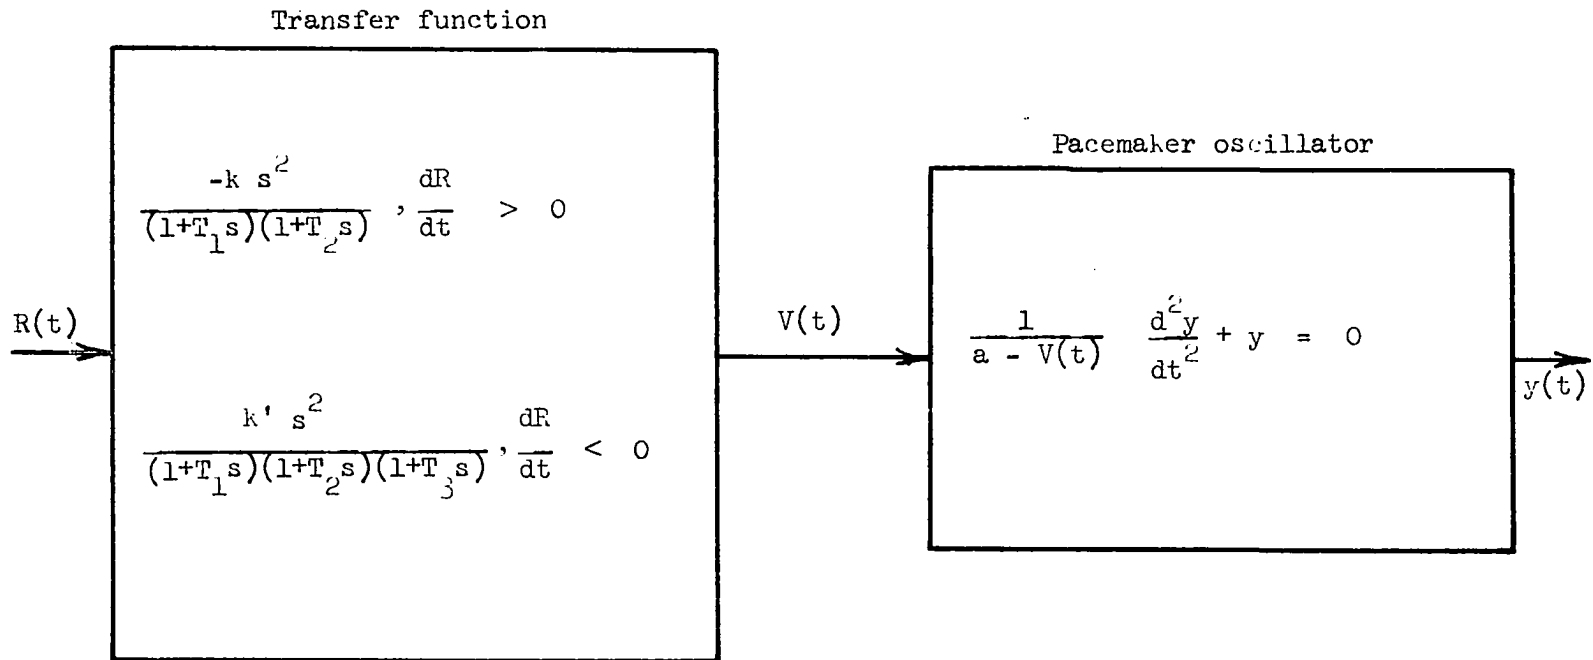 Transfer function
-k s²
(1+T₁s)(1+T₂s) , dR/dt > 0
R(t)
k' s²
(1+T₁s)(1+T₂s)(1+T₃s) , dR/dt < 0
V(t)
Pacemaker oscillator
1/(a - V(t)) d²y/dt² + y = 0
y(t)